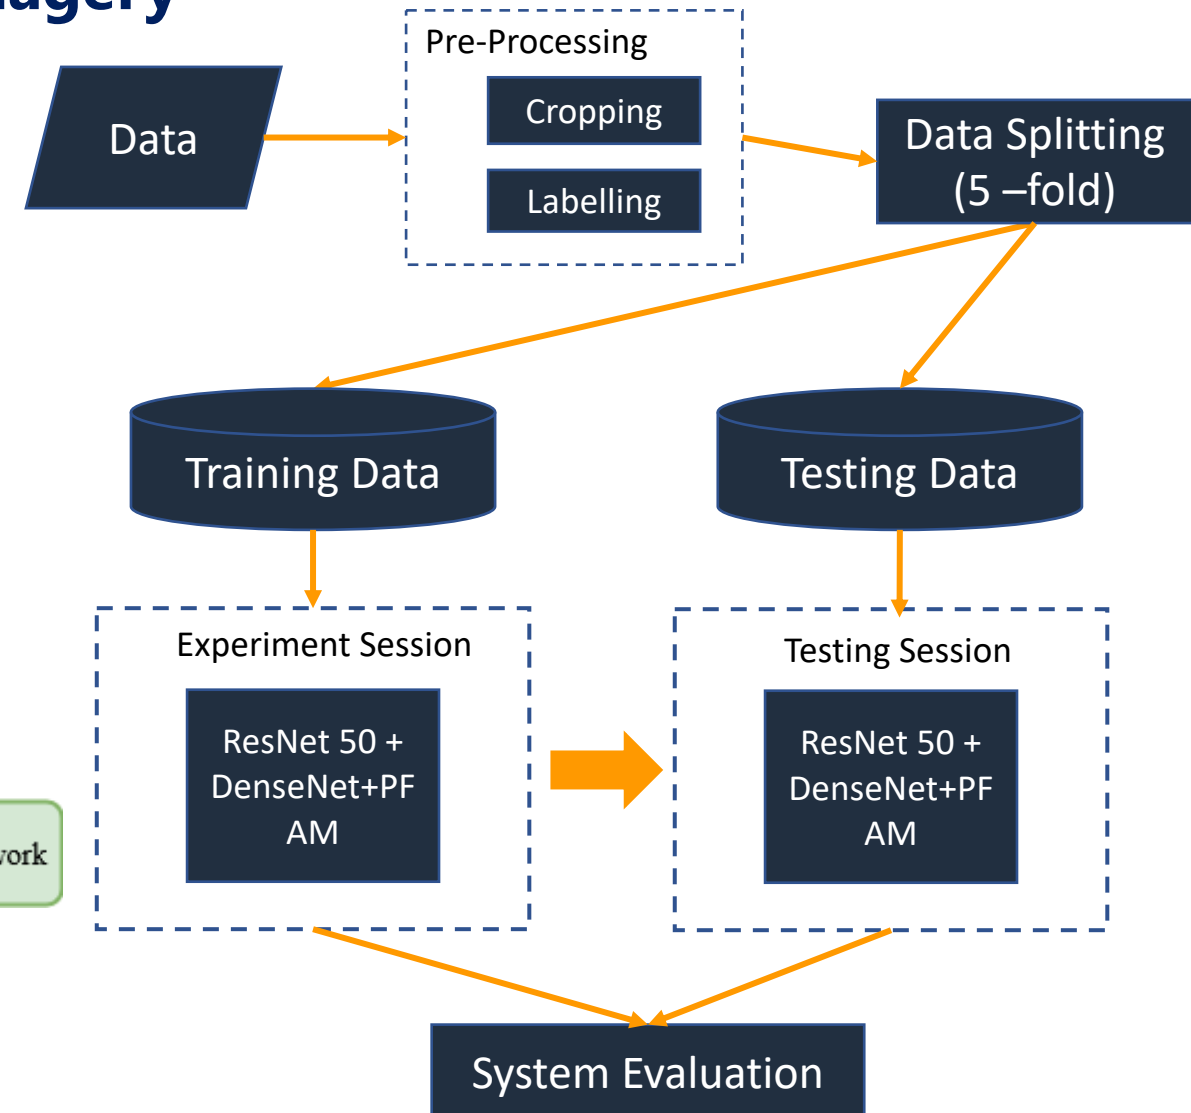 Pre-Processing
Data
Cropping
Labelling
Data Splitting
(5 –fold)
Training Data
Testing Data
Experiment Session
ResNet 50 +
DenseNet+PF
AM
Testing Session
ResNet 50 +
DenseNet+PF
AM
System Evaluation